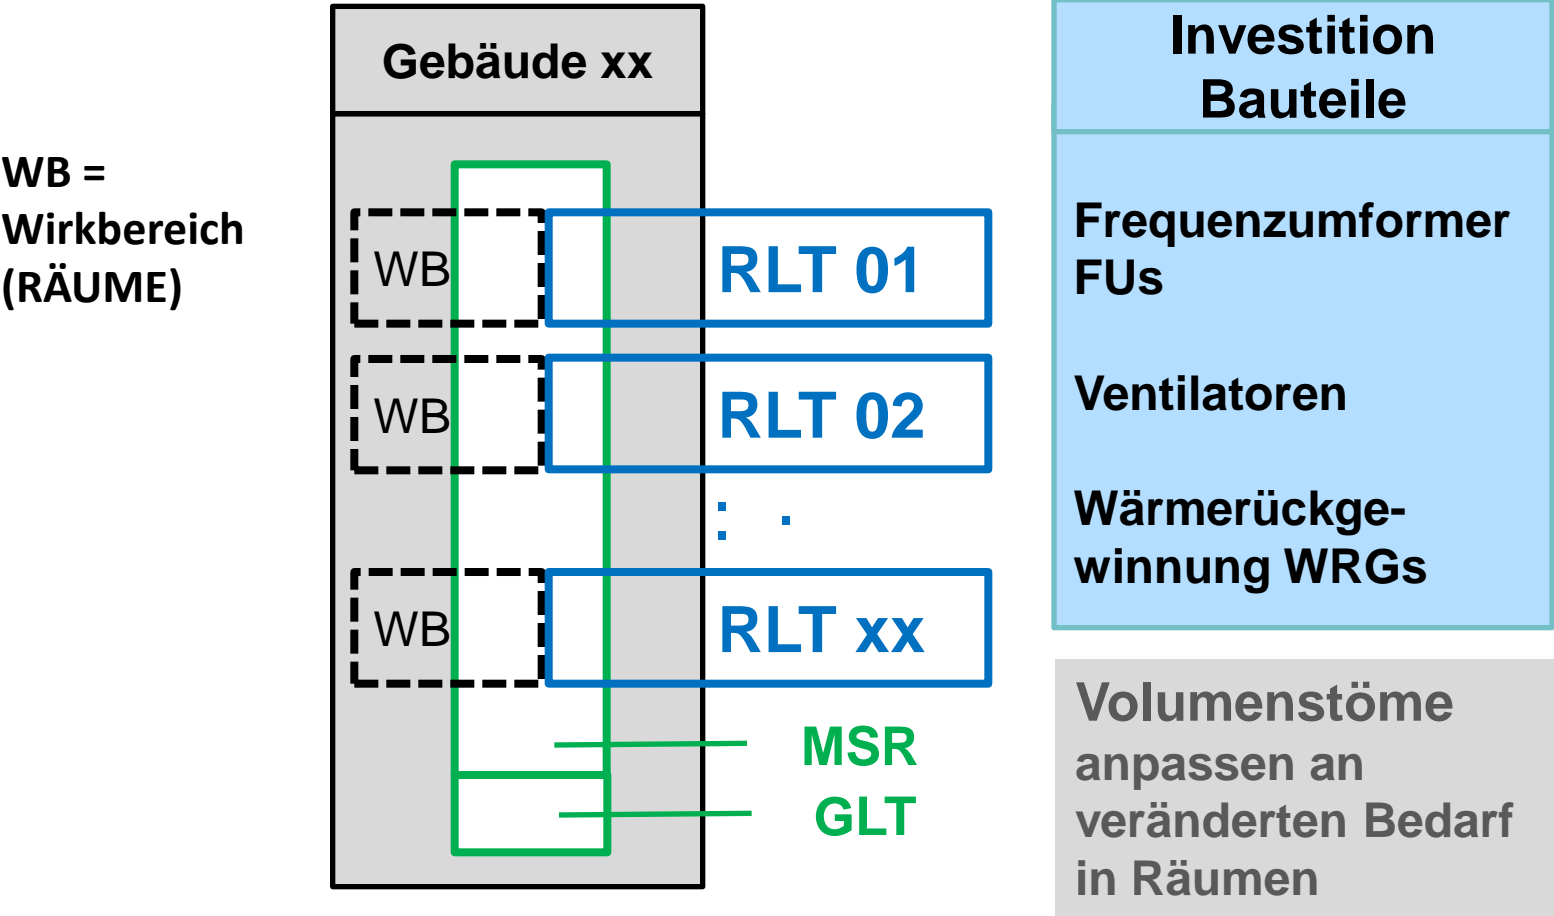 WB =
Wirkbereich
(RÄUME)
Gebäude xx
WB
RLT 01
WB
RLT 02
: .
WB
RLT xx
MSR
GLT
Investition
Bauteile
Frequenzumformer
FUs
Ventilatoren
Wärmerückge-
winnung WRGs
Volumenstöme
anpassen an
veränderten Bedarf
in Räumen